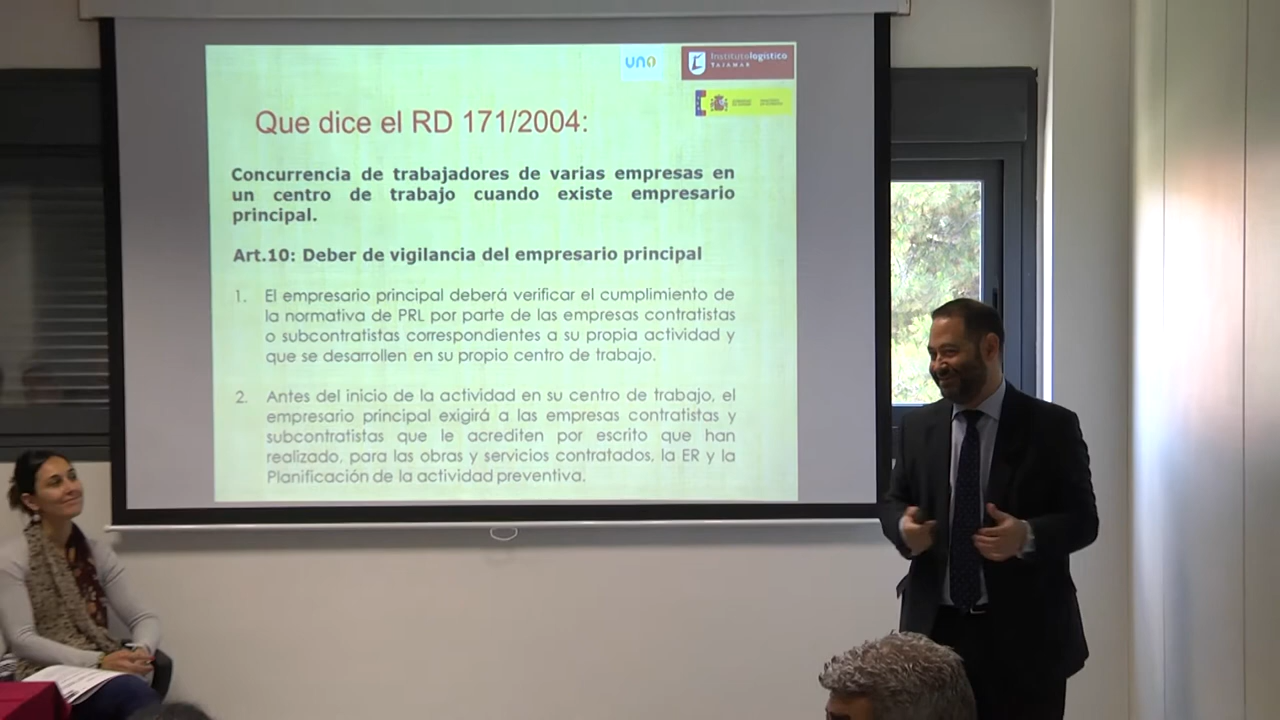 uno
Institutologístico
TAJAMAR
Que dice el RD 171/2004:
Concurrencia de trabajadores de varias empresas en
un centro de trabajo cuando existe empresario
principal.
Art.10: Deber de vigilancia del empresario principal
1. El empresario principal deberá verificar el cumplimiento de
la normativa de PRL por parte de las empresas contratistas
o subcontratistas correspondientes a su propia actividad y
que se desarrollen en su propio centro de trabajo.
2. Antes del inicio de la actividad en su centro de trabajo, el
empresario principal exigirá a las empresas contratistas y
subcontratistas que le acrediten por escrito que han
realizado, para las obras y servicios contratados, la ER y la
Planificación de la actividad preventiva.